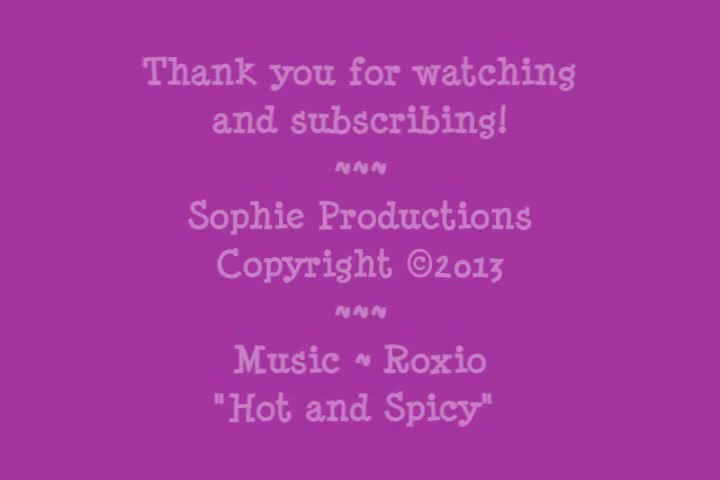 Thank you for watching
and subscribing!
~~~
Sophie Productions
Copyright ©2013
~~~
Music ~ Roxio
"Hot and Spicy"